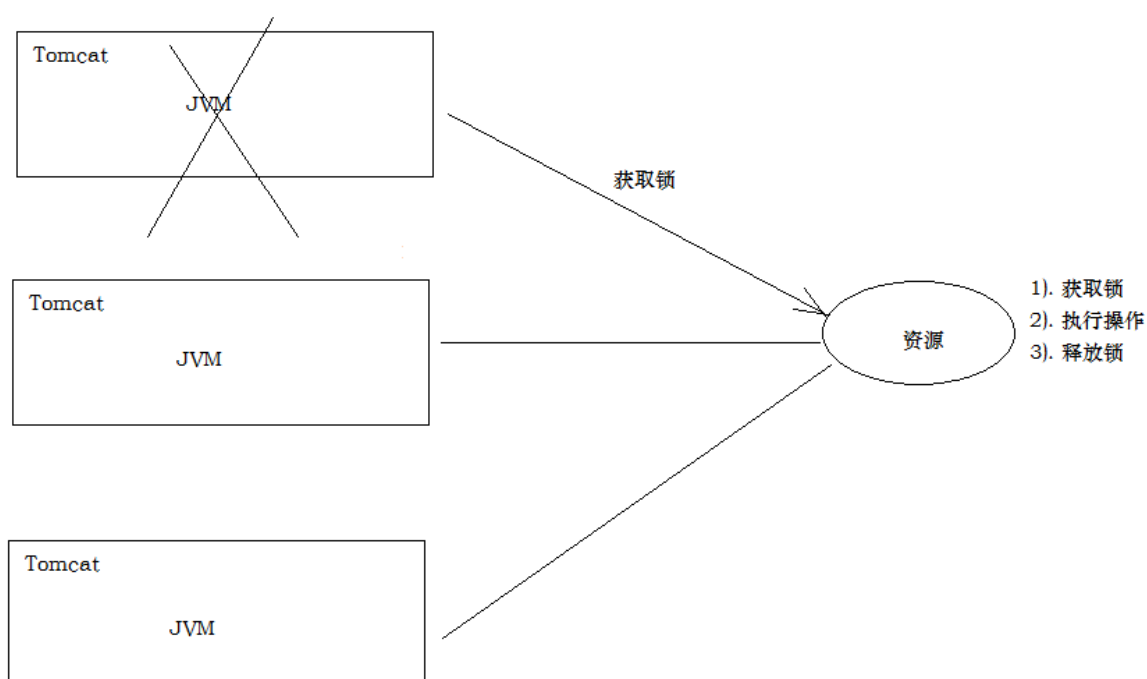 Tomcat
JVM
获取锁
Tomcat
JVM
资源
1). 获取锁
2). 执行操作
3). 释放锁
Tomcat
JVM